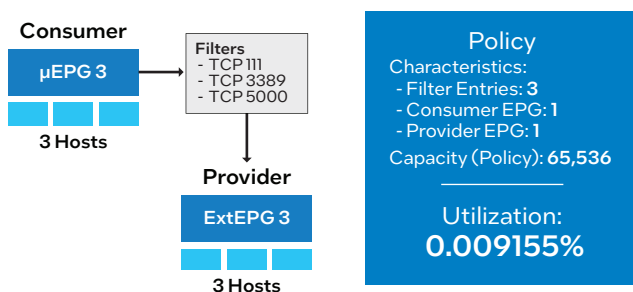 Consumer
µEPG 3
3 Hosts
Filters
- TCP 111
- TCP 3389
- TCP 5000
Provider
ExtEPG 3
3 Hosts
Policy
Characteristics:
- Filter Entries: 3
- Consumer EPG: 1
- Provider EPG: 1
Capacity (Policy): 65,536
Utilization:
0.009155%